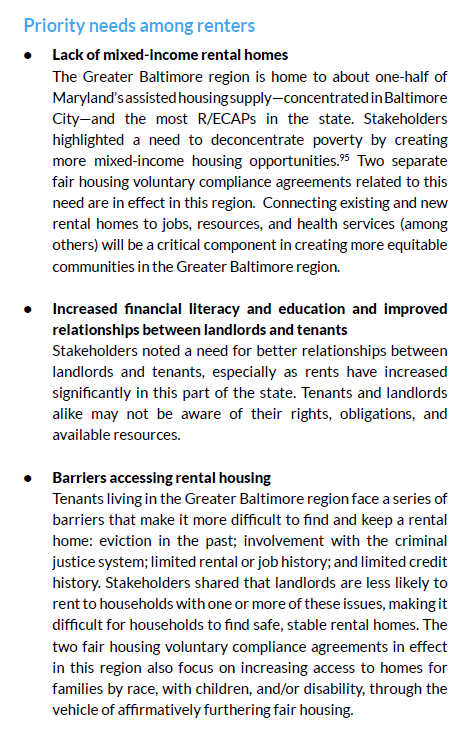 Priority needs among renters
● Lack of mixed-income rental homes
The Greater Baltimore region is home to about one-half of
Maryland's assisted housing supply—concentrated in Baltimore
City—and the most R/ECAPs in the state. Stakeholders
highlighted a need to deconcentrate poverty by creating
more mixed-income housing opportunities.⁹⁵ Two separate
fair housing voluntary compliance agreements related to this
need are in effect in this region. Connecting existing and new
rental homes to jobs, resources, and health services (among
others) will be a critical component in creating more equitable
communities in the Greater Baltimore region.
● Increased financial literacy and education and improved
relationships between landlords and tenants
Stakeholders noted a need for better relationships between
landlords and tenants, especially as rents have increased
significantly in this part of the state. Tenants and landlords
alike may not be aware of their rights, obligations, and
available resources.
● Barriers accessing rental housing
Tenants living in the Greater Baltimore region face a series of
barriers that make it more difficult to find and keep a rental
home: eviction in the past; involvement with the criminal
justice system; limited rental or job history; and limited credit
history. Stakeholders shared that landlords are less likely to
rent to households with one or more of these issues, making it
difficult for households to find safe, stable rental homes. The
two fair housing voluntary compliance agreements in effect
in this region also focus on increasing access to homes for
families by race, with children, and/or disability, through the
vehicle of affirmatively furthering fair housing.